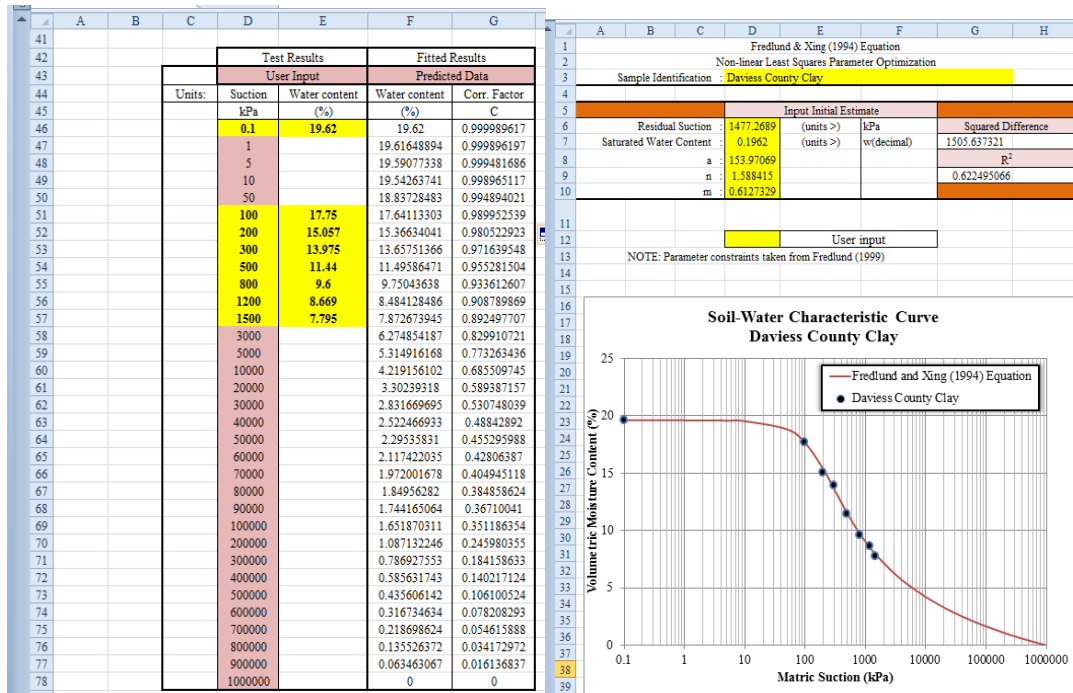 A B C D E F G
41
42 Test Results Fitted Results
43 User Input Predicted Data
44 Units: Suction Water content Water content Corr. Factor
45 kPa (%) (%) C
46 0.1 19.62 19.62 0.999989617
47 1 19.61648894 0.999896197
48 5 19.59077338 0.999481686
49 10 19.54263741 0.998965117
50 50 18.83728483 0.994894021
51 100 17.75 17.64113303 0.989952539
52 200 15.057 15.36634041 0.980522923
53 300 13.975 13.65751366 0.971639548
54 500 11.44 11.49586471 0.955281504
55 800 9.6 9.75043638 0.933612607
56 1200 8.669 8.484128486 0.908789869
57 1500 7.795 7.872673945 0.892497707
58 3000 6.274854187 0.829910721
59 5000 5.314916168 0.773263436
60 10000 4.219156102 0.685509745
61 20000 3.30239318 0.589387157
62 30000 2.831669695 0.530748039
63 40000 2.522466933 0.48842892
64 50000 2.29535831 0.455295988
65 60000 2.117422035 0.42806387
66 70000 1.972001678 0.404945118
67 80000 1.84956282 0.384858624
68 90000 1.744165064 0.36710041
69 100000 1.651870311 0.351186354
70 200000 1.087132246 0.245980355
71 300000 0.786927553 0.184158633
72 400000 0.585631743 0.140217124
73 500000 0.435606142 0.106100524
74 600000 0.316734634 0.078208293
75 700000 0.218698624 0.054615888
76 800000 0.135526372 0.034172972
77 900000 0.063463067 0.016136837
78 1000000 0 0
A B C D E F G H
1 Fredlund & Xing (1994) Equation
2 Non-linear Least Squares Parameter Optimization
3 Sample Identification : Daviess County Clay
4
5 Input Initial Estimate
6 Residual Suction : 1477.2689 (units >) kPa Squared Difference
7 Saturated Water Content : 0.1962 (units >) w(decimal) 1505.637321
8 a : 153.97069 R2
9 n : 1.588415 0.622495066
10 m : 0.6127329
11
12 User input
13 NOTE: Parameter constraints taken from Fredlund (1999)
14
15
16
17
18
19
20
21
22
23
24
25
26
27
28
29
30
31
32
33
34
35
36
37
38
39
Soil-Water Characteristic Curve
Daviess County Clay
Fredlund and Xing (1994) Equation
Daviess County Clay
Volumetric Moisture Content (%)
25
20
15
10
5
0
0.1 1 10 100 1000 10000 100000 1000000
Matric Suction (kPa)